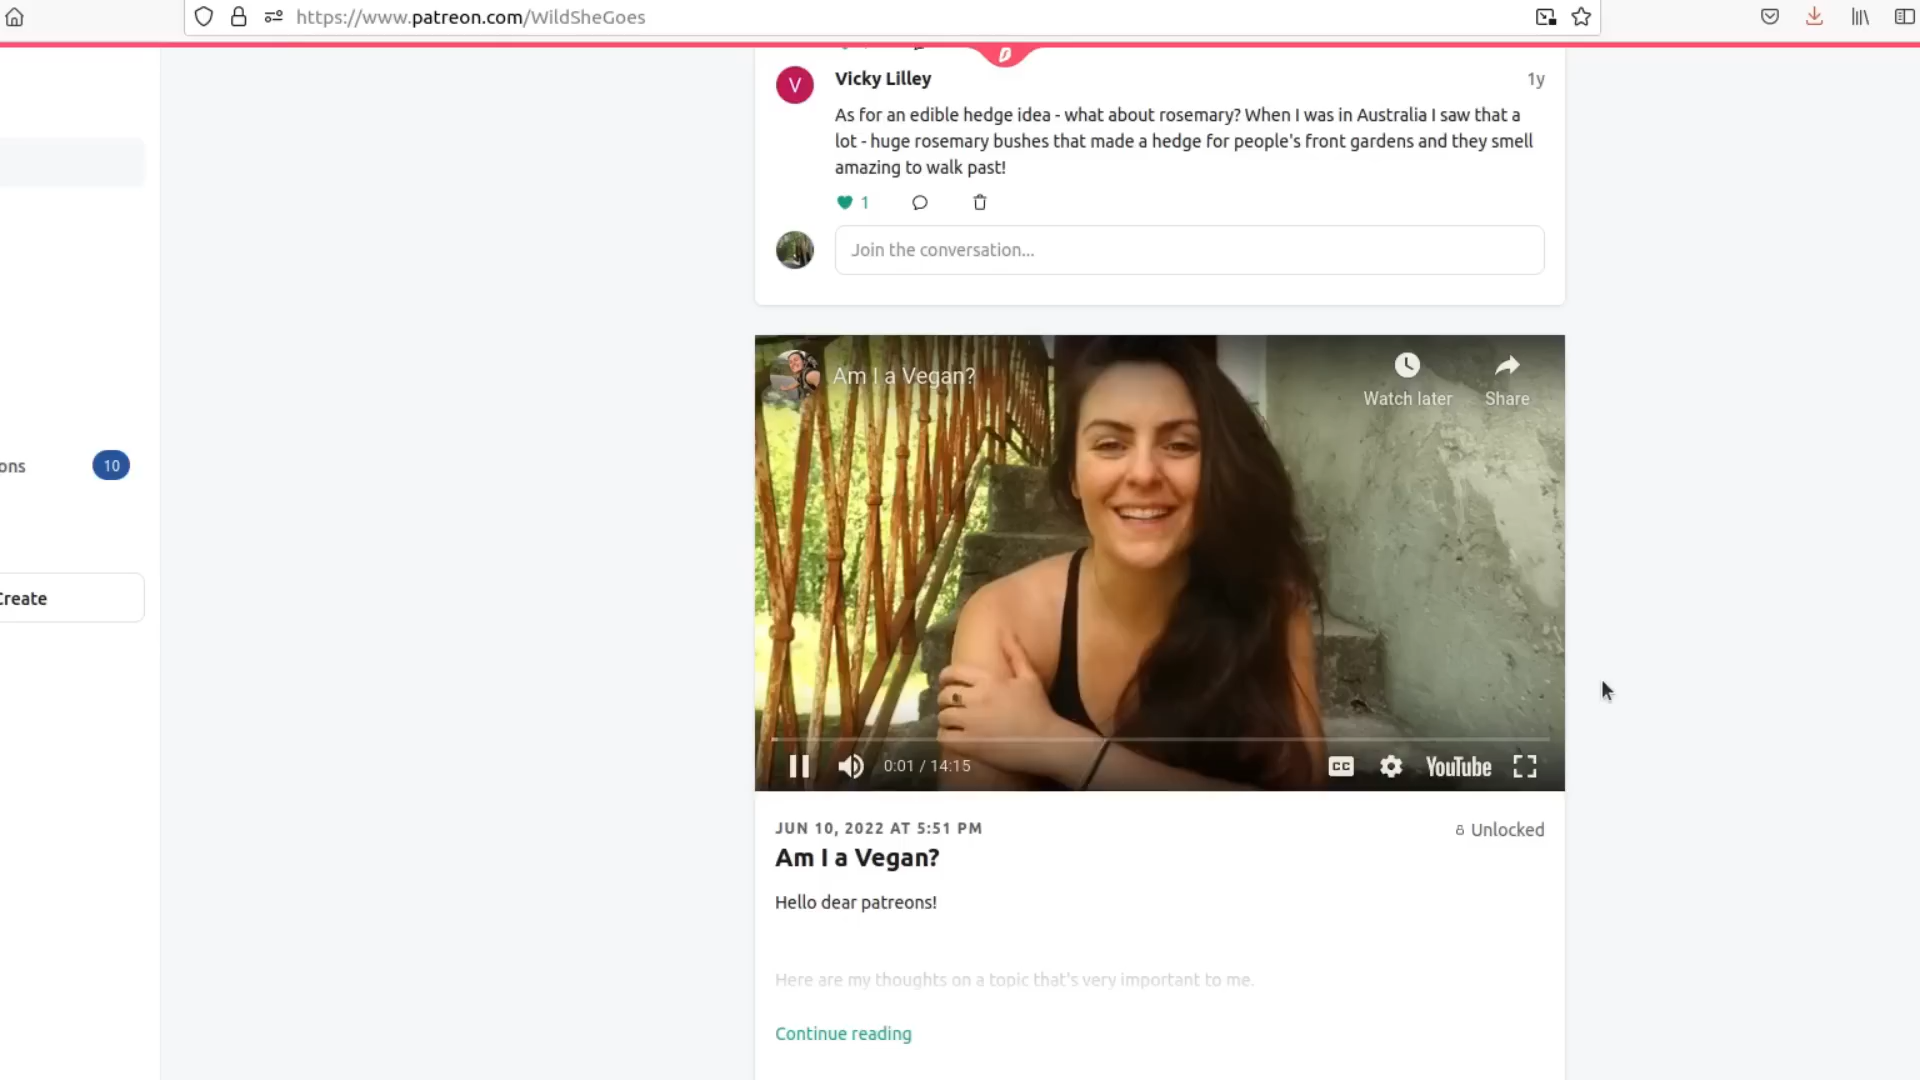 https://www.patreon.com/WildSheGoes
V
Vicky Lilley
1y
As for an edible hedge idea - what about rosemary? When I was in Australia I saw that a
lot - huge rosemary bushes that made a hedge for people's front gardens and they smell
amazing to walk past!
1
Join the conversation...
Am I a Vegan?
Watch later
Share
ons
10
Create
0:01 / 14:15
CC
YouTube
JUN 10, 2022 AT 5:51 PM
Unlocked
Am I a Vegan?
Hello dear patreons!
Here are my thoughts on a topic that's very important to me.
Continue reading